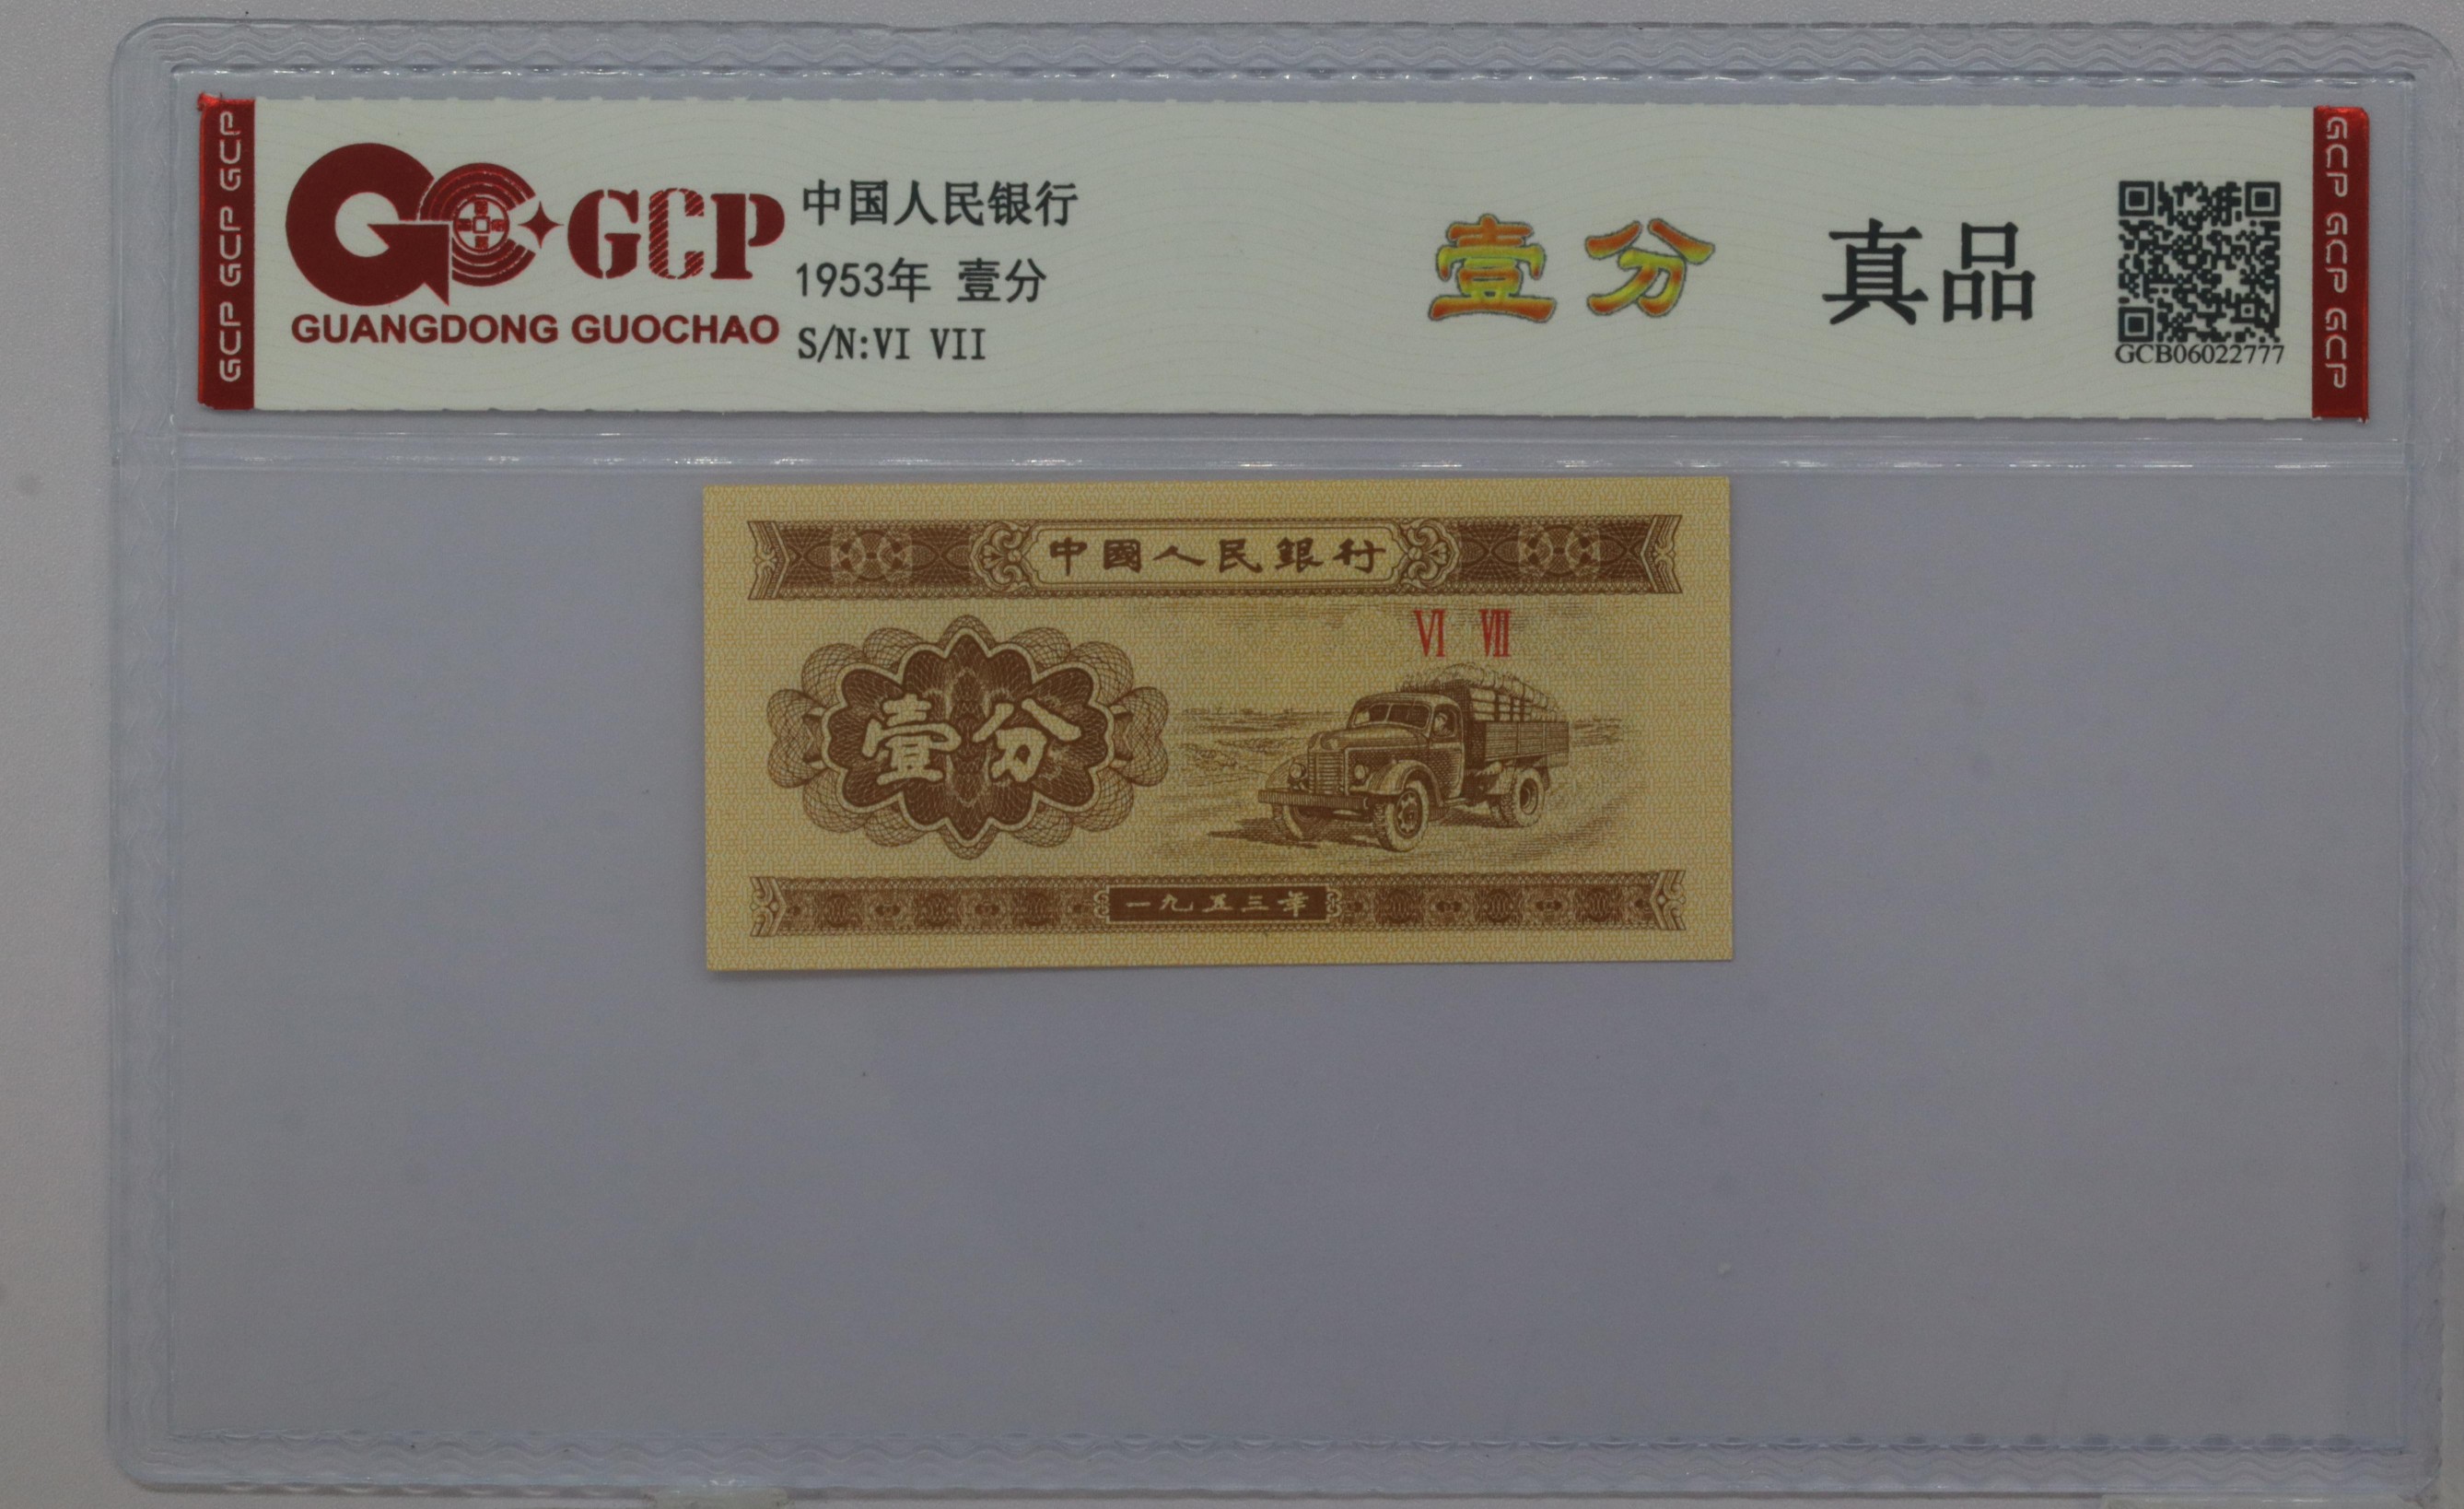 GCP GCP GCP
GCP
GUANGDONG GUOCHAO
中国人民银行
1953年 壹分
S/N:VI VII
壹分 真品
GCB06022777
GCP GCP GCP
中國人民銀行
VI VII
壹分
一九五三年